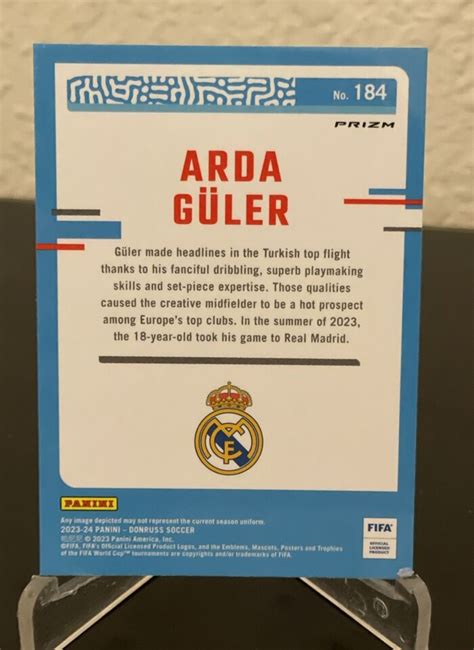 No. 184
PRIZM
ARDA
GÜLER
Güler made headlines in the Turkish top flight
thanks to his fanciful dribbling, superb playmaking
skills and set-piece expertise. Those qualities
caused the creative midfielder to be a hot prospect
among Europe's top clubs. In the summer of 2023,
the 18-year-old took his game to Real Madrid.
PANINI
Any image depicted may not represent the current season uniform.
2023-24 PANINI – DONRUSS SOCCER
© 2023 Panini America, Inc.
©FIFA, FIFA's Official Licensed Product Logos, and the Emblems, Mascots, Posters and Trophies
of the FIFA World Cup™ tournaments are copyrights and/or trademarks of FIFA.
FIFA
OFFICIAL
LICENSED
PRODUCT